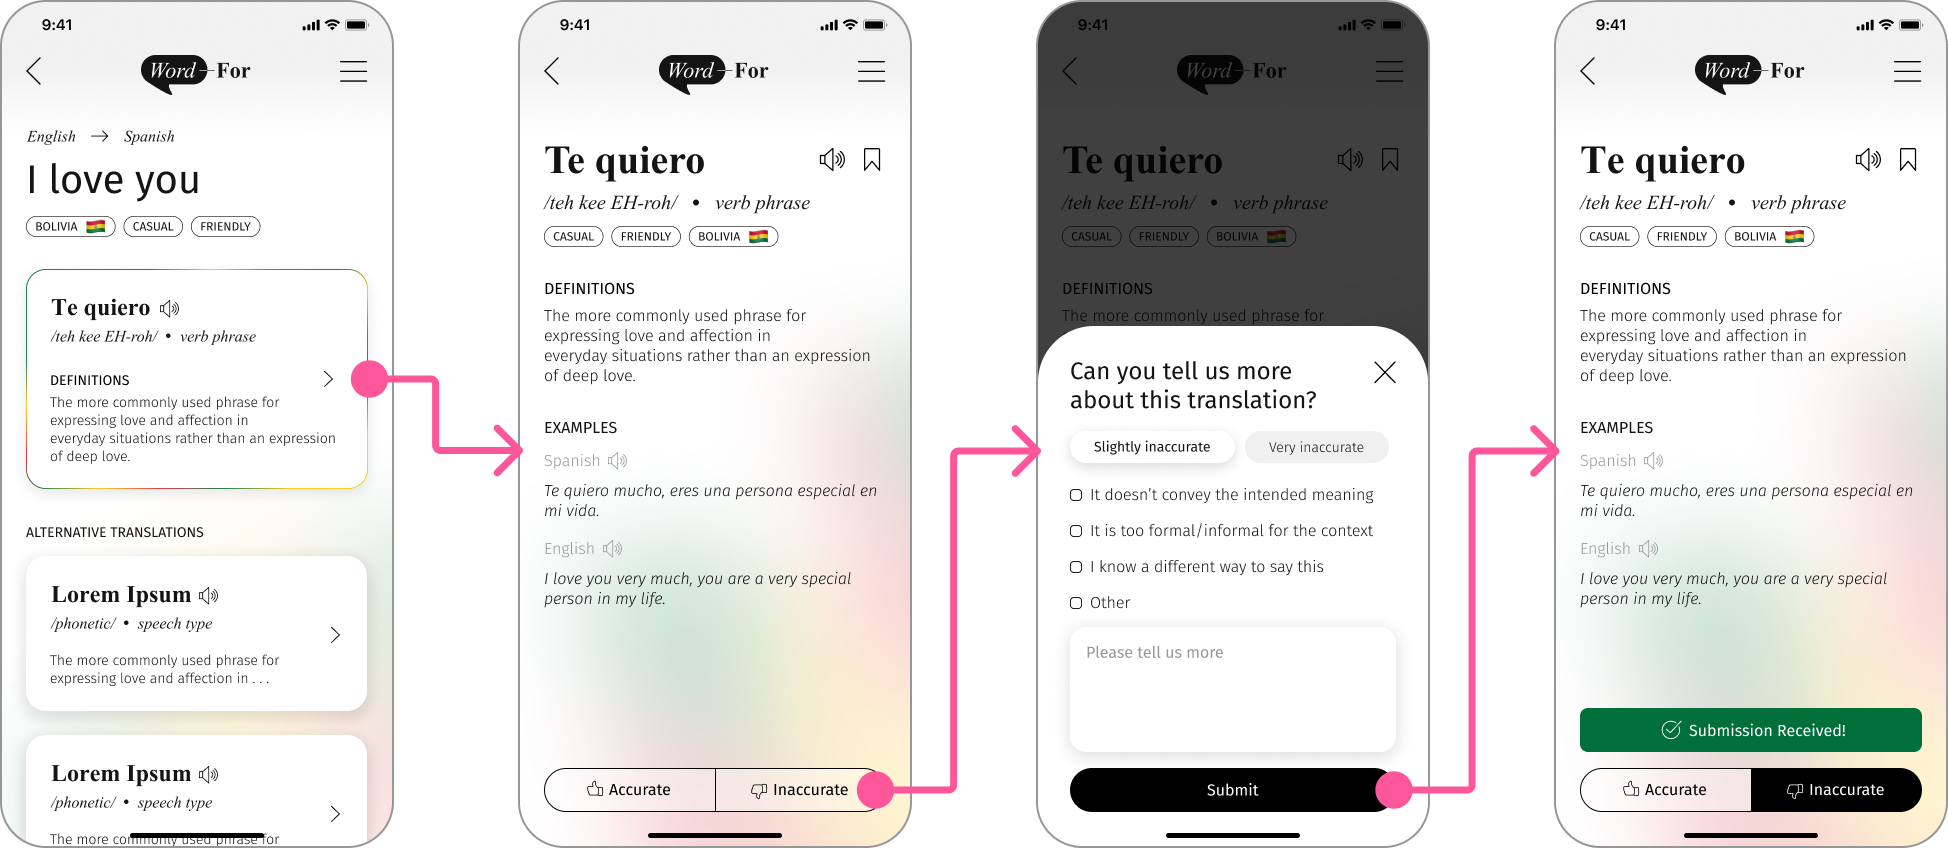 9:41
Word-For
English → Spanish
I love you
BOLIVIA CASUAL FRIENDLY
Te quiero
/teh kee EH-roh/ • verb phrase
DEFINITIONS
The more commonly used phrase for
expressing love and affection in
everyday situations rather than an expression
of deep love.
ALTERNATIVE TRANSLATIONS
Lorem Ipsum
/phonetic/ • speech type
The more commonly used phrase for
expressing love and affection in . . .
Lorem Ipsum
/phonetic/ • speech type
The more commonly used phrase for
9:41
Word-For
Te quiero
/teh kee EH-roh/ • verb phrase
CASUAL FRIENDLY BOLIVIA
DEFINITIONS
The more commonly used phrase for
expressing love and affection in
everyday situations rather than an expression
of deep love.
EXAMPLES
Spanish
Te quiero mucho, eres una persona especial en
mi vida.
English
I love you very much, you are a very special
person in my life.
Accurate Inaccurate
9:41
Word-For
Te quiero
/teh kee EH-roh/ • verb phrase
CASUAL FRIENDLY BOLIVIA
DEFINITIONS
The more commonly used phrase for
Can you tell us more
about this translation?
Slightly inaccurate Very inaccurate
It doesn't convey the intended meaning
It is too formal/informal for the context
I know a different way to say this
Other
Please tell us more
Submit
9:41
Word-For
Te quiero
/teh kee EH-roh/ • verb phrase
CASUAL FRIENDLY BOLIVIA
DEFINITIONS
The more commonly used phrase for
expressing love and affection in
everyday situations rather than an expression
of deep love.
EXAMPLES
Spanish
Te quiero mucho, eres una persona especial en
mi vida.
English
I love you very much, you are a very special
person in my life.
Submission Received!
Accurate Inaccurate